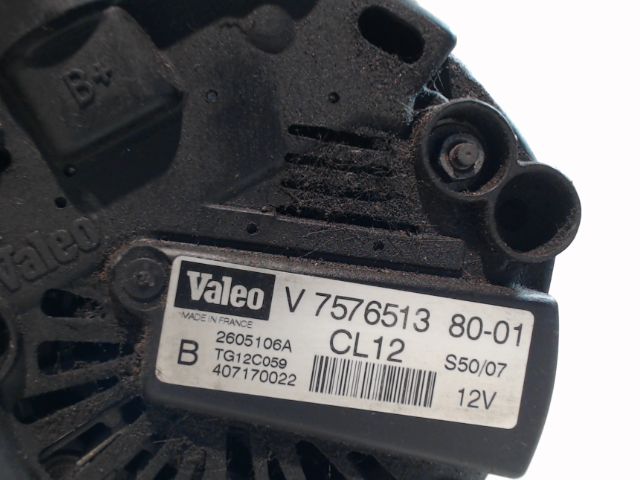 B+
Valeo
Valeo V 7576513 80-01
MADE IN FRANCE
2605106A CL12 S50/07
B TG12C059
407170022 12V